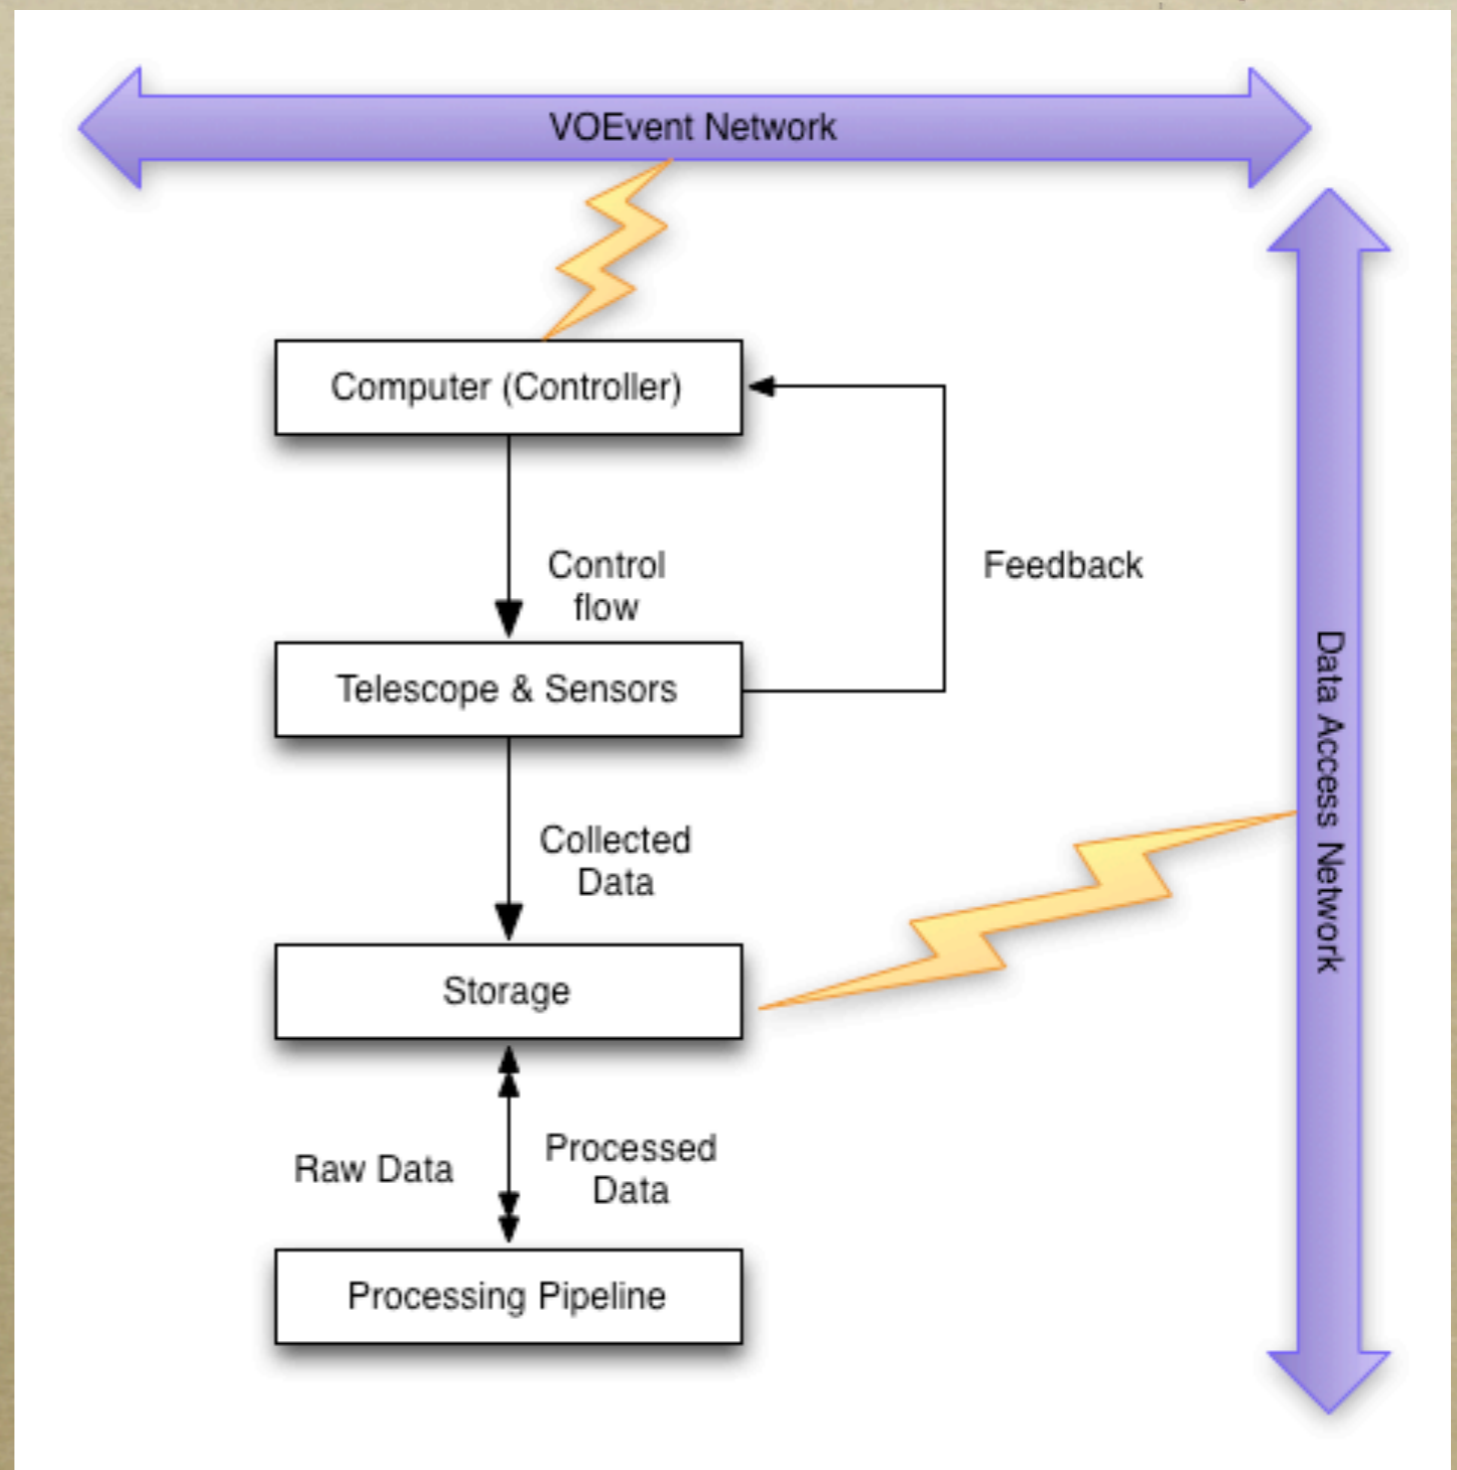 VOEvent Network
Computer (Controller)
Control
flow
Feedback
Telescope & Sensors
Data Access Network
Collected
Data
Storage
Raw Data
Processed
Data
Processing Pipeline